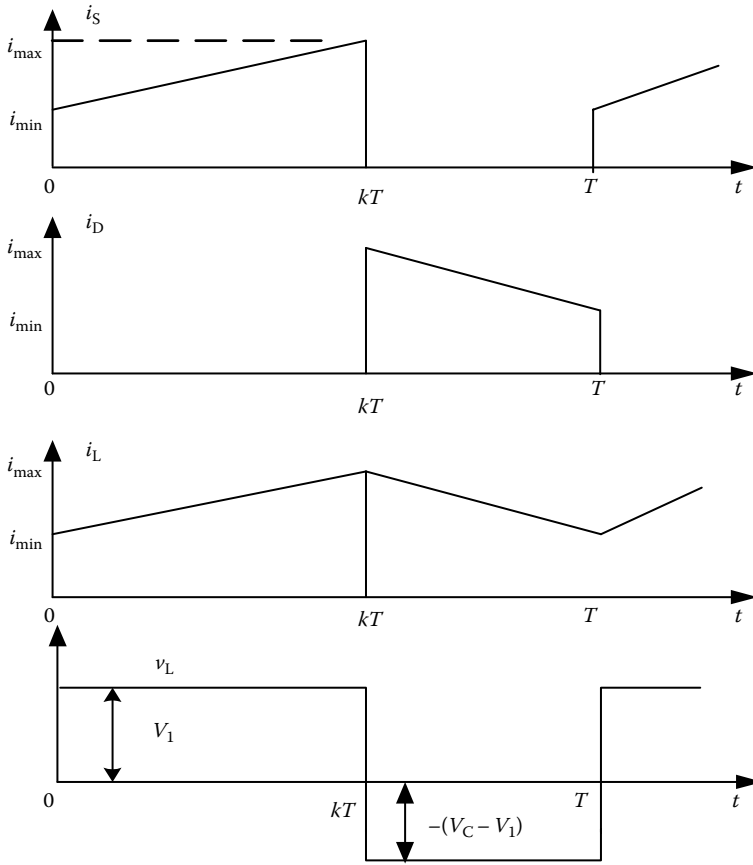 i_S
i_max
i_min
0
kT
T
t
i_D
i_max
i_min
0
kT
T
t
i_L
i_max
i_min
0
kT
T
t
v_L
V_1
0
kT
T
t
–(V_C – V_1)